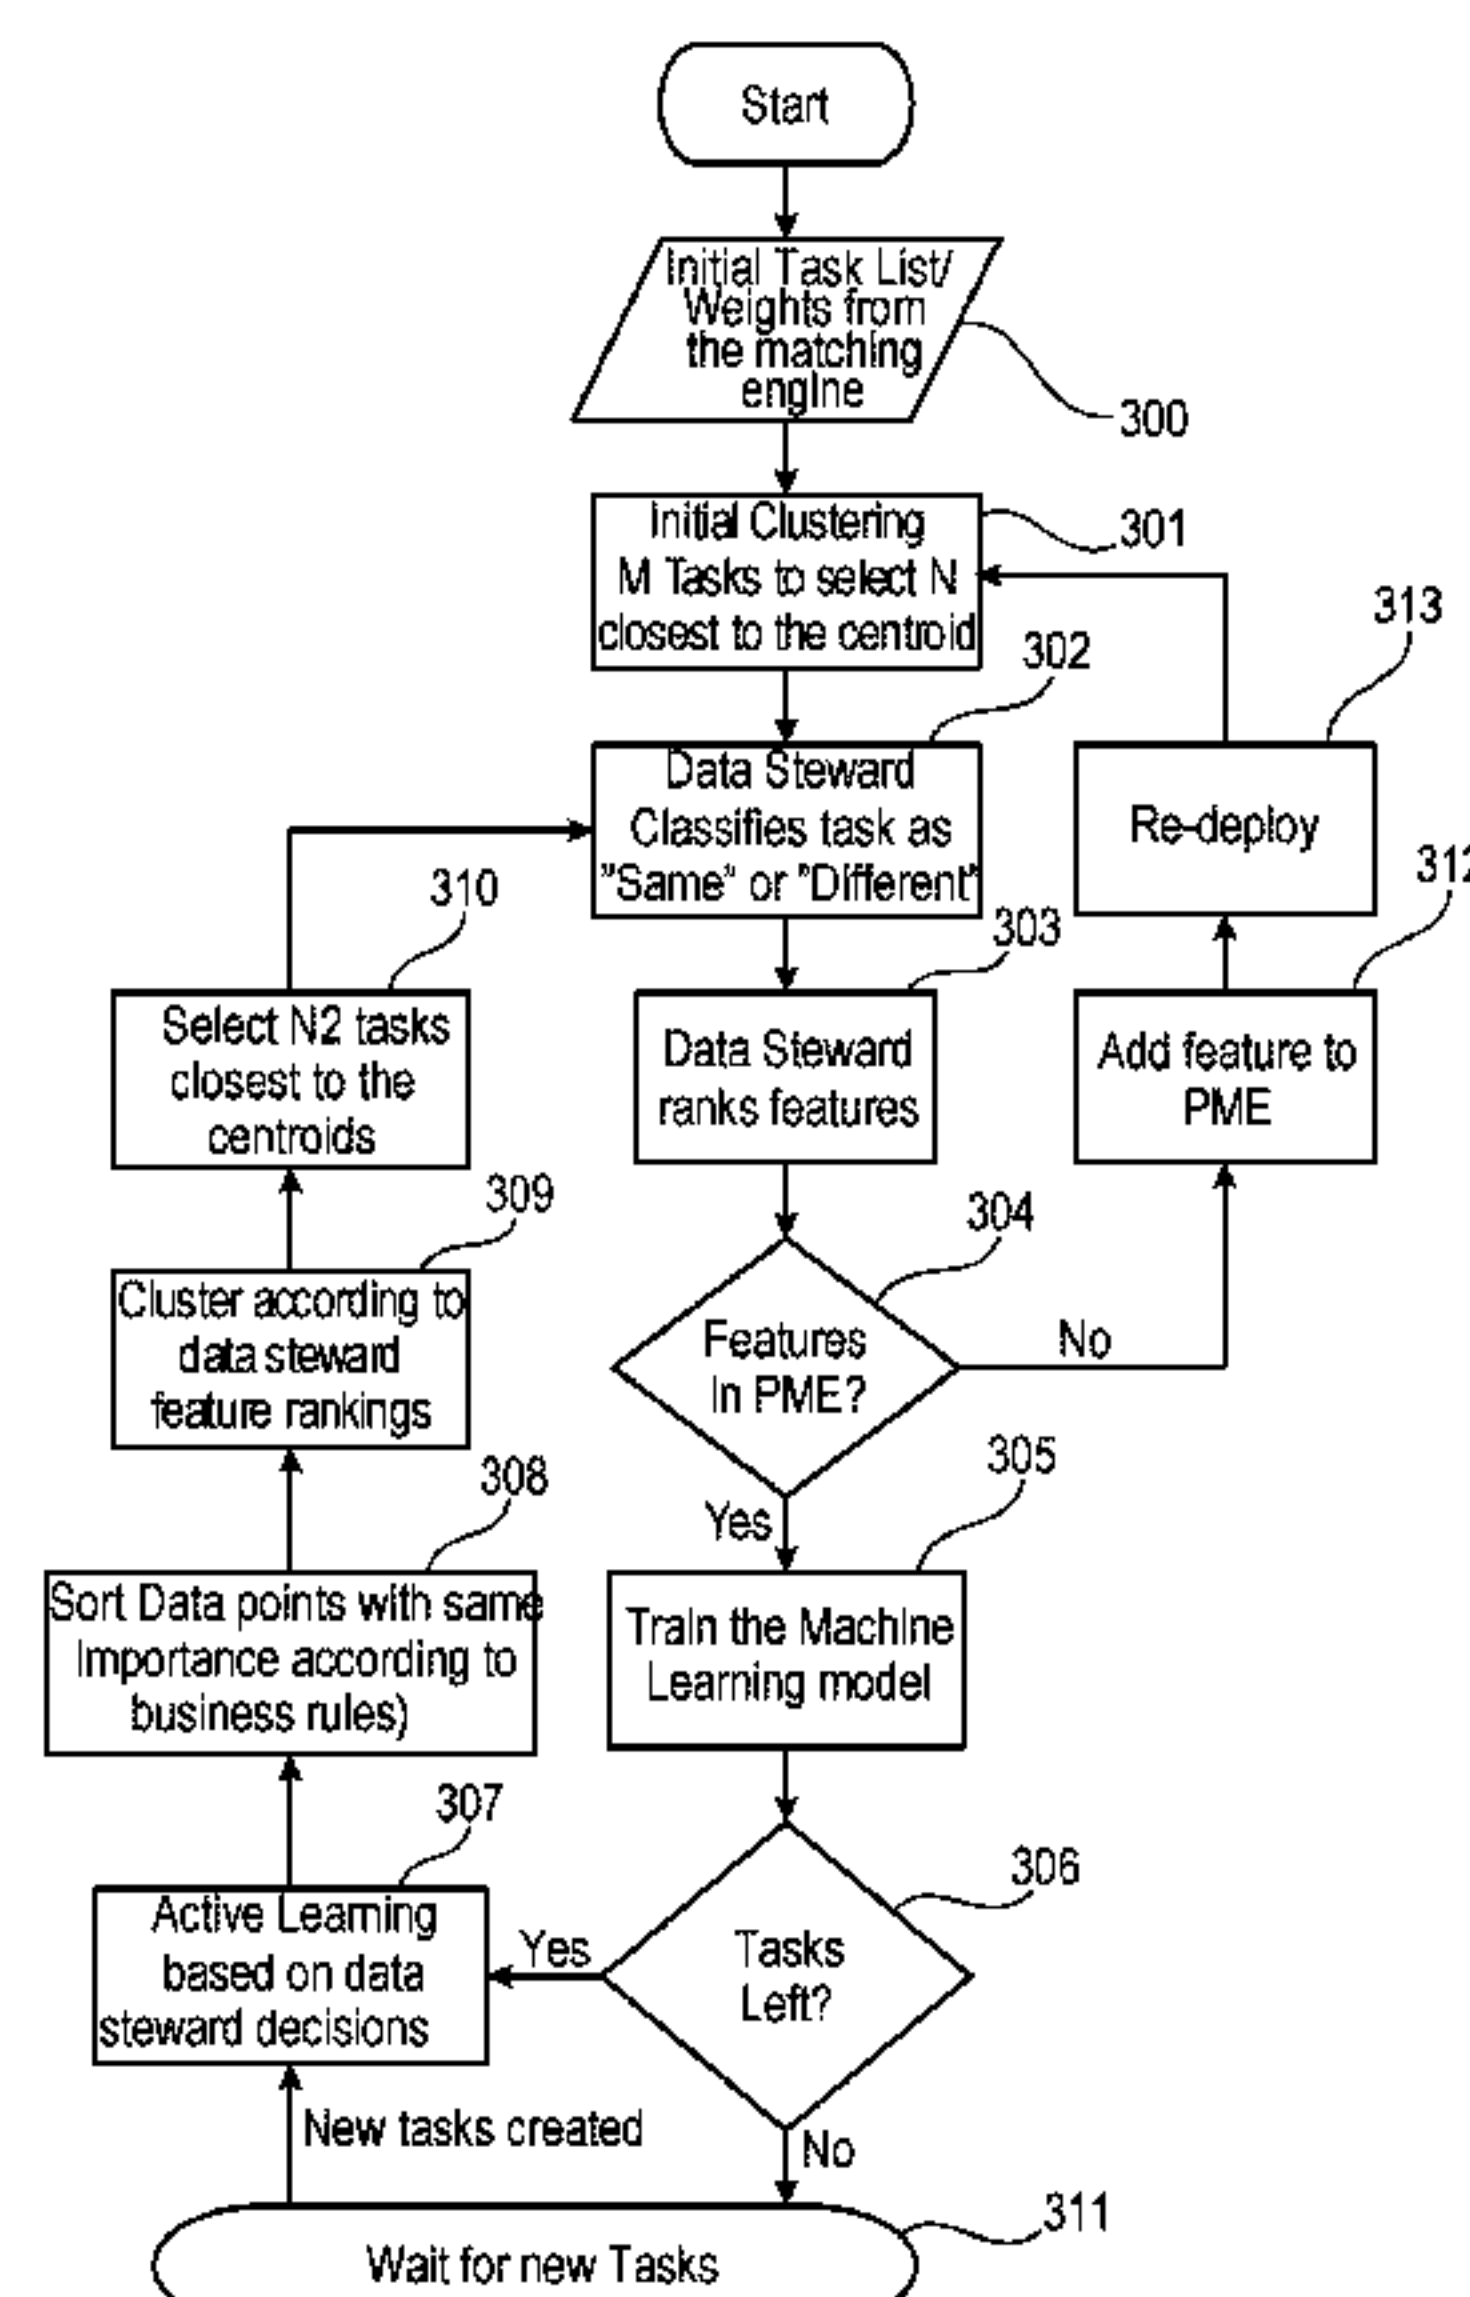 Start
Initial Task List/
Weights from
the matching
engine
300
Initial Clustering
M Tasks to select N
closest to the centroid
301
302
313
Data Steward
Classifies task as
"Same" or "Different"
Re-deploy
310
303
312
Select N2 tasks
closest to the
centroids
Data Steward
ranks features
Add feature to
PME
309
304
Cluster according to
data steward
feature rankings
Features
In PME?
No
308
305
Yes
Sort Data points with same
Importance according to
business rules)
Train the Machine
Learning model
307
306
Active Learning
based on data
steward decisions
Yes
Tasks
Left?
New tasks created
No
311
Wait for new Tasks